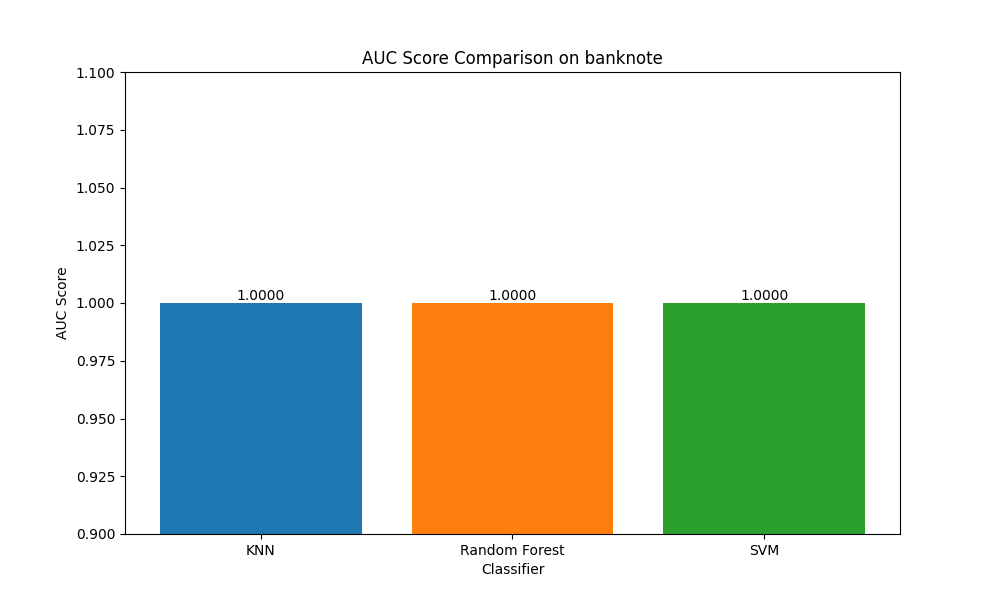 AUC Score Comparison on banknote
1.100
1.075
1.050
1.025
1.000
0.975
0.950
0.925
0.900
AUC Score
1.0000 1.0000 1.0000
KNN Random Forest SVM
Classifier